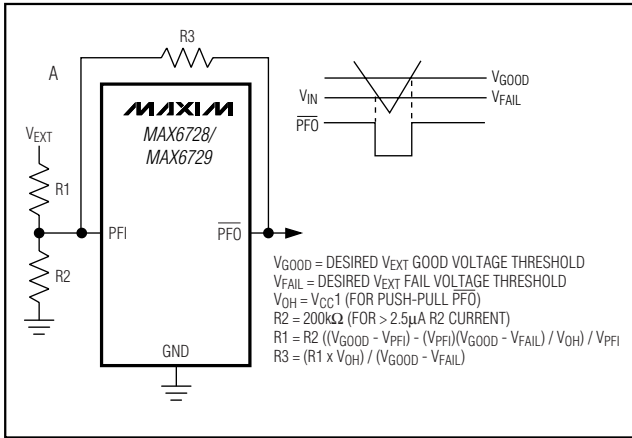 R3
A
VGOOD
VIN
VFAIL
PFO
MAXIM
MAX6728/
MAX6729
VEXT
R1
PFI
PFO
R2
GND
VGOOD = DESIRED VEXT GOOD VOLTAGE THRESHOLD
VFAIL = DESIRED VEXT FAIL VOLTAGE THRESHOLD
VOH = VCC1 (FOR PUSH-PULL PFO)
R2 = 200kΩ (FOR > 2.5μA R2 CURRENT)
R1 = R2 ((VGOOD - VPFI) - (VPFI)(VGOOD - VFAIL) / VOH) / VPFI
R3 = (R1 x VOH) / (VGOOD - VFAIL)